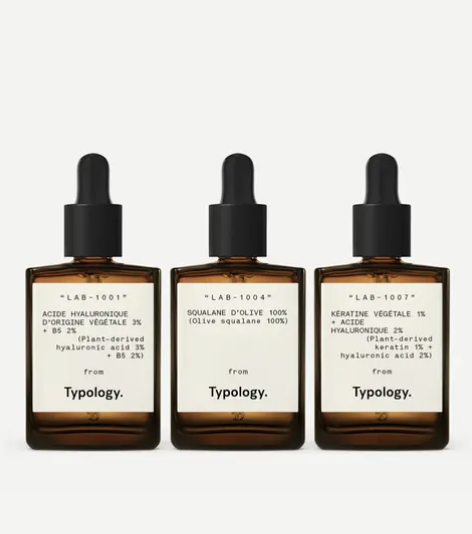 "LAB-1001"
ACIDE HYALURONIQUE
D'ORIGINE VÉGÉTALE 3%
+ B5 2%
(Plant-derived
hyaluronic acid 3%
+ B5 2%)
from
Typology.
"LAB-1004"
SQUALANE D'OLIVE 100%
(Olive squalane 100%)
from
Typology.
"LAB-1007"
KÉRATINE VÉGÉTALE 1%
+ ACIDE
HYALURONIQUE 2%
(Plant-derived
keratin 1% +
hyaluronic acid 2%)
from
Typology.